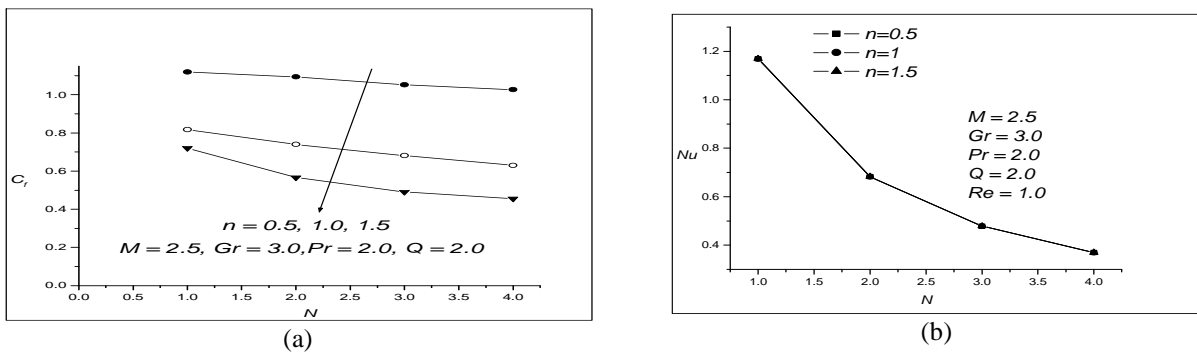 1.0
0.8
0.6
0.4
0.2
0.0
C_r
n = 0.5, 1.0, 1.5
M = 2.5, Gr = 3.0,Pr = 2.0, Q = 2.0
0.0 0.5 1.0 1.5 2.0 2.5 3.0 3.5 4.0
N
(a)
n=0.5
n=1
n=1.5
1.2
1.0
0.8
0.6
0.4
Nu
M = 2.5
Gr = 3.0
Pr = 2.0
Q = 2.0
Re = 1.0
1.0 1.5 2.0 2.5 3.0 3.5 4.0
N
(b)